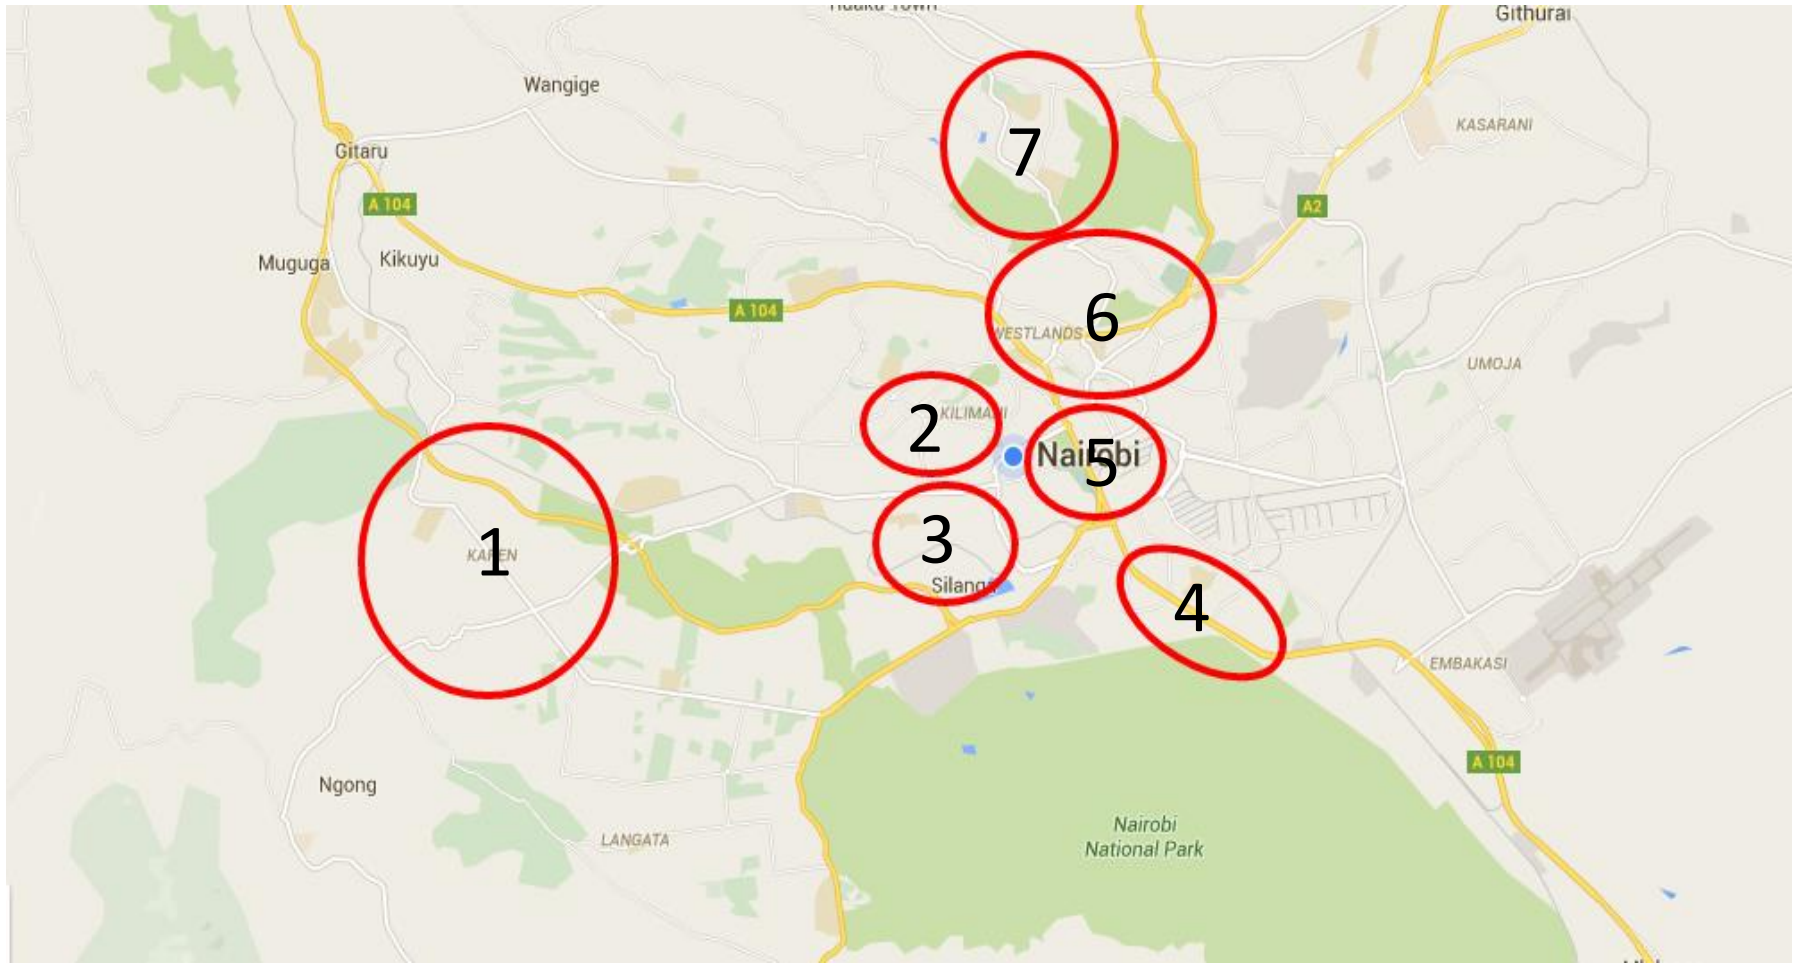 Githurai
Wangige
KASARANI
7
Gitaru
A 104
A2
Muguga
Kikuyu
A 104
6
WESTLANDS
UMOJA
2
KILIMANI
Nairobi
5
1
KAREN
3
Silanga
4
EMBAKASI
A 104
Ngong
LANGATA
Nairobi
National Park